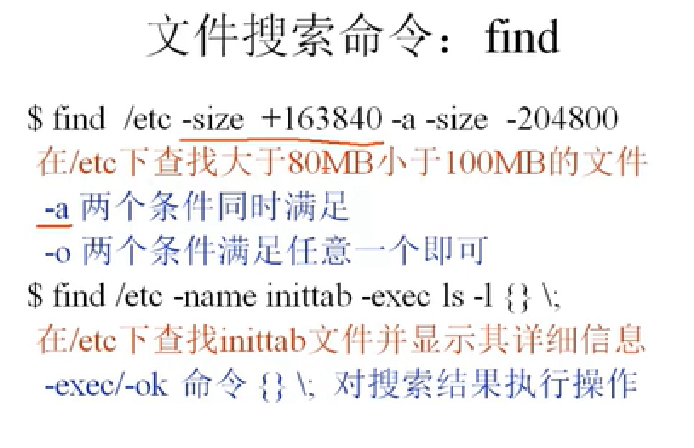 文件搜索命令：find
$ find /etc -size +163840 -a -size -204800
在/etc下查找大于80MB小于100MB的文件
-a 两个条件同时满足
-o 两个条件满足任意一个即可
$ find /etc -name inittab -exec ls -l {} \;
在/etc下查找inittab文件并显示其详细信息
-exec/-ok 命令 {} \; 对搜索结果执行操作